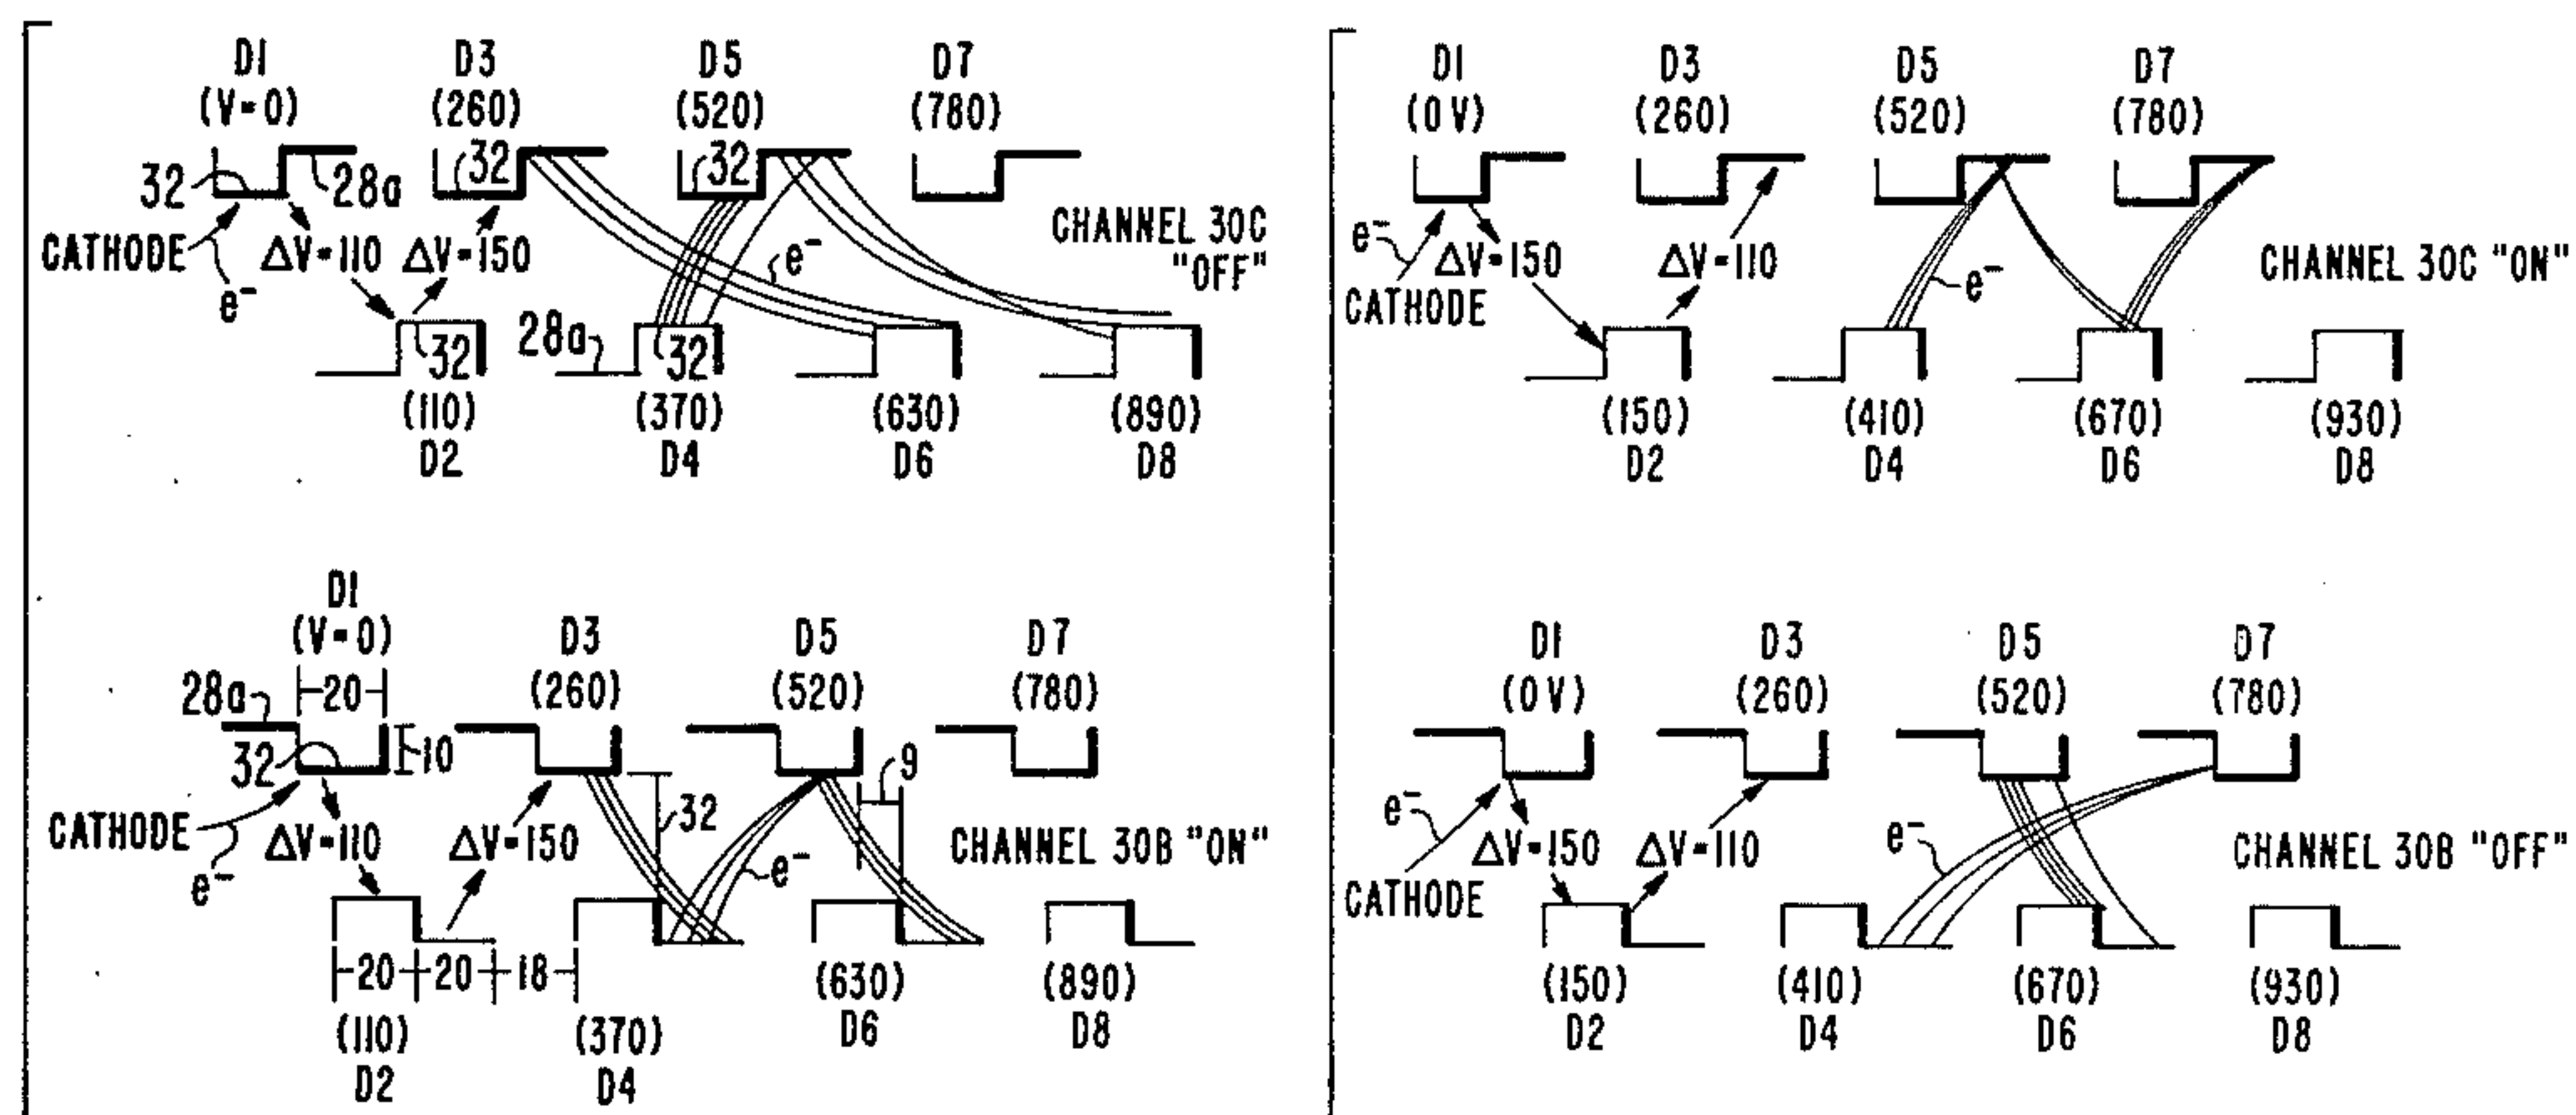 D1 D3 D5 D7
(V=0) (260) (520) (780)
32 32 32 28a
CATHODE ΔV=110 ΔV=150 e⁻ CHANNEL 30C
e⁻ "OFF"
32 28a 32
(110) (370) (630) (890)
D2 D4 D6 D8
D1
(V=0) D3 D5 D7
28a 20 (260) (520) (780)
32 10 9
CATHODE 32
e⁻ ΔV=110 ΔV=150 e⁻ CHANNEL 30B "ON"
20 20 18
(110) (370) (630) (890)
D2 D4 D6 D8
D1 D3 D5 D7
(0V) (260) (520) (780)
e⁻ ΔV=150 ΔV=110 e⁻ CHANNEL 30C "ON"
CATHODE
(150) (410) (670) (930)
D2 D4 D6 D8
D1 D3 D5 D7
(0V) (260) (520) (780)
e⁻ ΔV=150 ΔV=110 e⁻ CHANNEL 30B "OFF"
CATHODE
(150) (410) (670) (930)
D2 D4 D6 D8